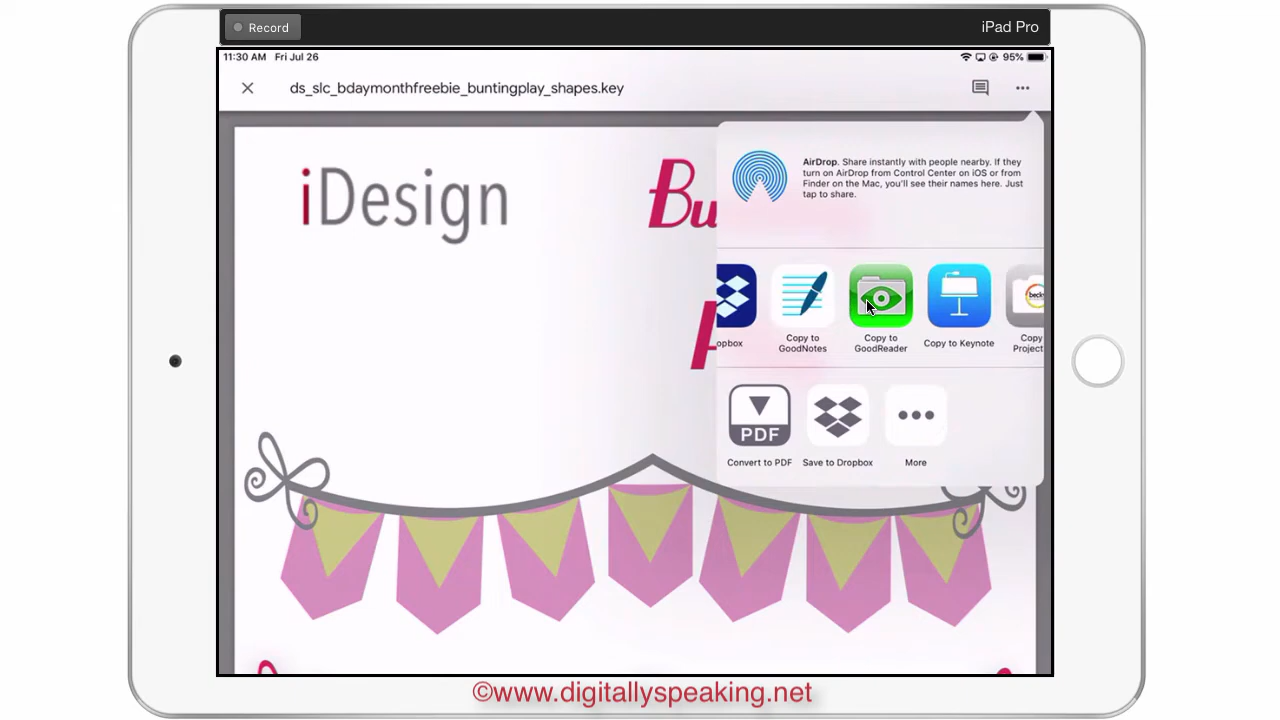 Record
iPad Pro
11:30 AM Fri Jul 26
95%
ds_slc_bdaymonthfreebie_buntingplay_shapes.key
iDesign
Bu
AirDrop. Share instantly with people nearby. If they
turn on AirDrop from Control Center on iOS or from
Finder on the Mac, you'll see their names here. Just
tap to share.
opbox
Copy to
GoodNotes
Copy to
GoodReader
Copy to Keynote
Copy
Project
becky
PDF
Convert to PDF
Save to Dropbox
More
©www.digitallyspeaking.net